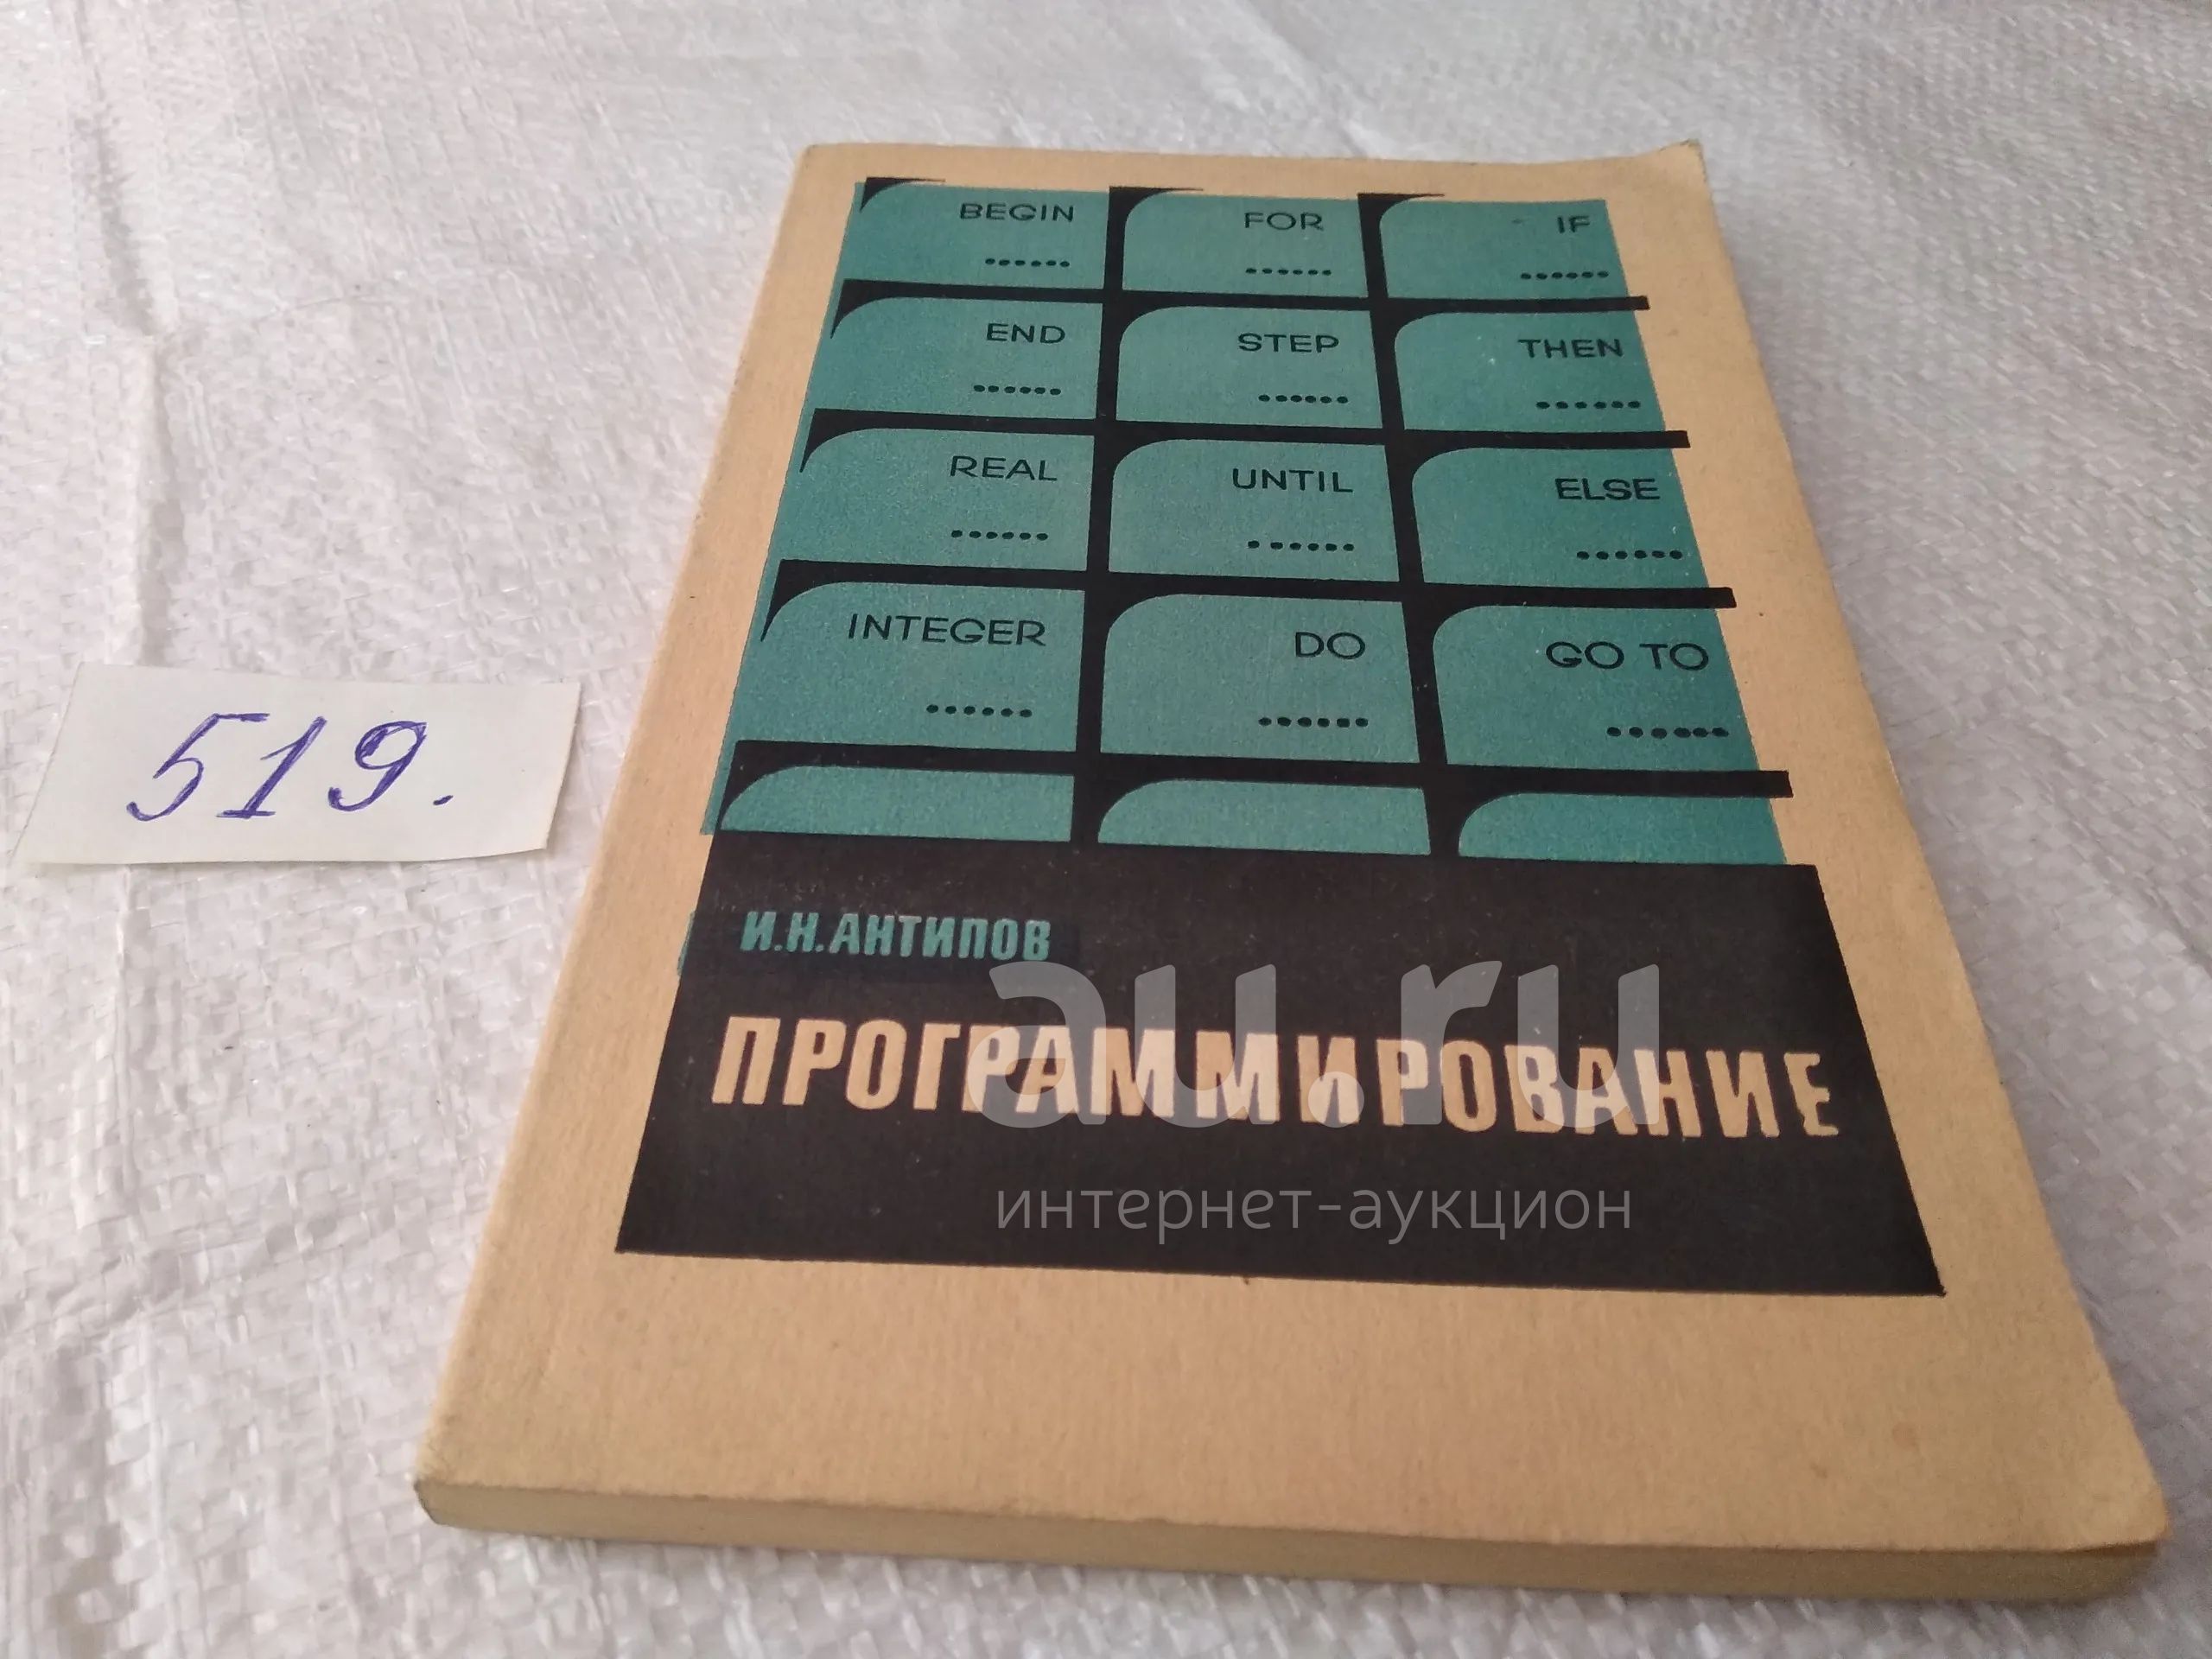 BEGIN FOR IF
...... ...... ......
END STEP THEN
...... ...... ......
REAL UNTIL ELSE
...... ...... ......
INTEGER DO GO TO
...... ...... ......
519.
И.Н.АНТИПОВ
ПРОГРАММИРОВАНИЕ
au.ru
интернет-аукцион